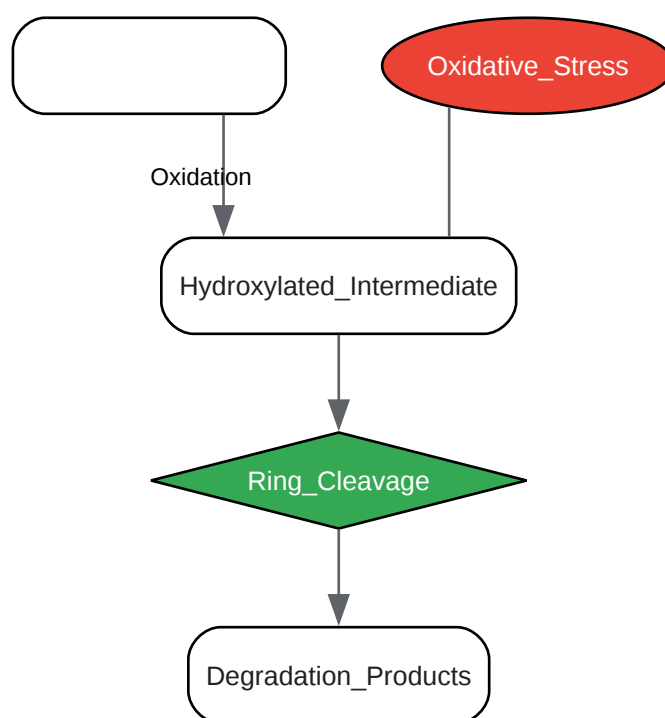 Oxidative_Stress
Oxidation
Hydroxylated_Intermediate
Ring_Cleavage
Degradation_Products